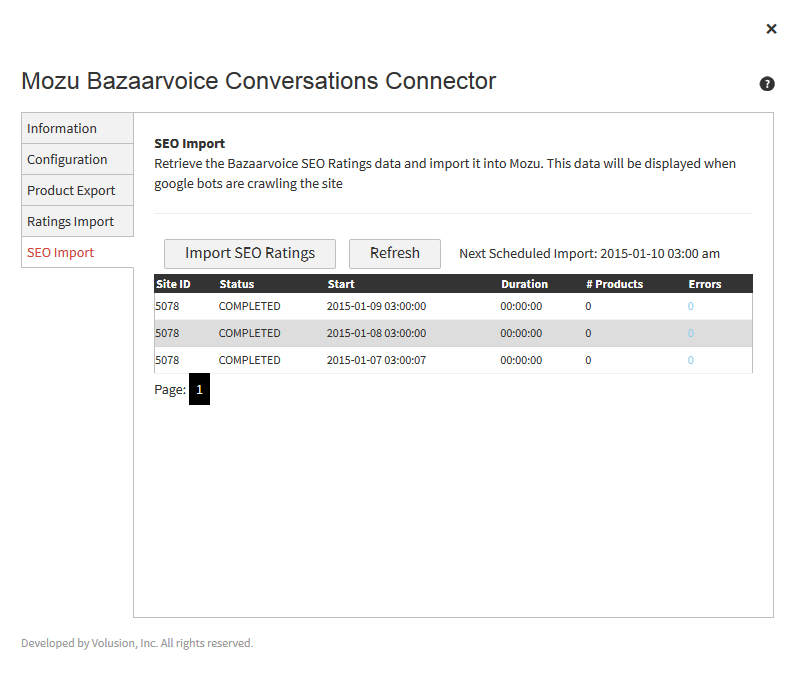 ×
Mozu Bazaarvoice Conversations Connector
?
Information
Configuration
Product Export
Ratings Import
SEO Import
SEO Import
Retrieve the Bazaarvoice SEO Ratings data and import it into Mozu. This data will be displayed when
google bots are crawling the site
Import SEO Ratings Refresh Next Scheduled Import: 2015-01-10 03:00 am
Site ID Status Start Duration # Products Errors
5078 COMPLETED 2015-01-09 03:00:00 00:00:00 0 0
5078 COMPLETED 2015-01-08 03:00:00 00:00:00 0 0
5078 COMPLETED 2015-01-07 03:00:07 00:00:00 0 0
Page: 1
Developed by Volusion, Inc. All rights reserved.